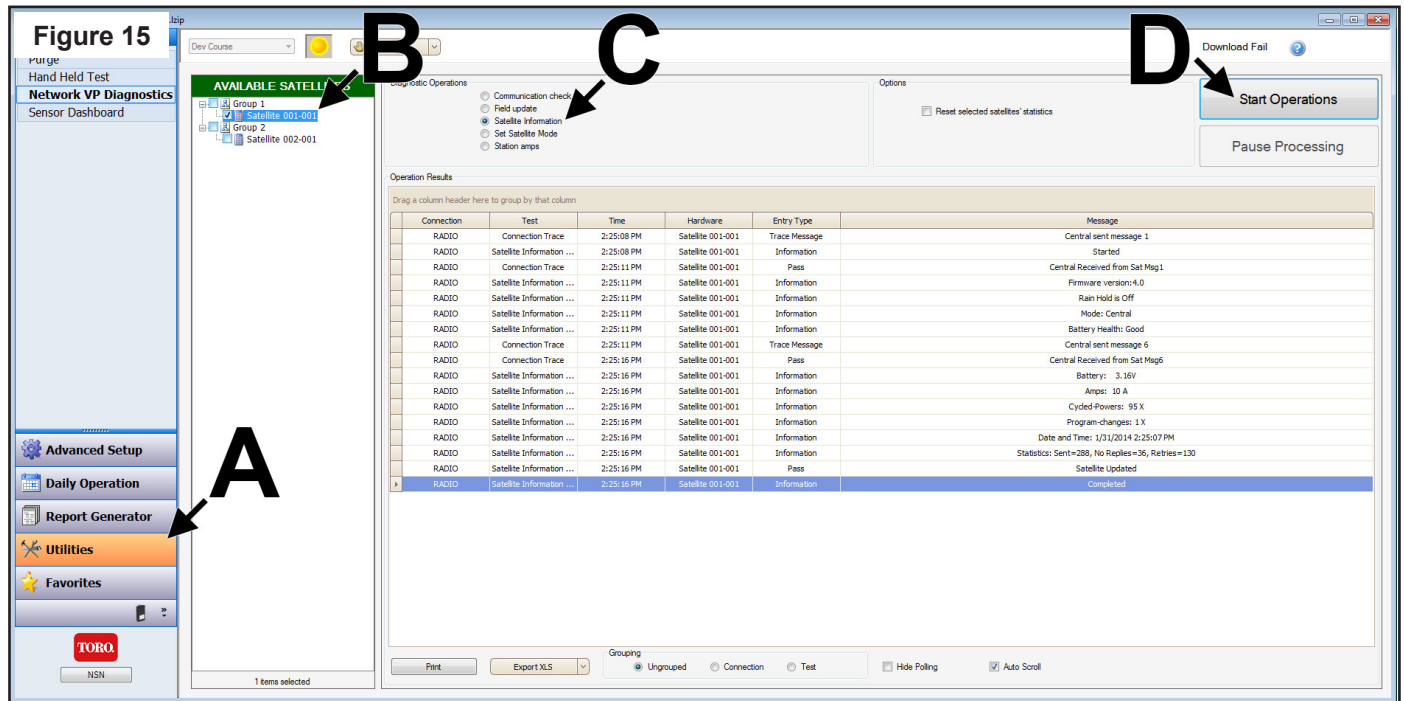 .lzip
Figure 15
Purge
Hand Held Test
Network VP Diagnostics
Sensor Dashboard
Advanced Setup
Daily Operation
Report Generator
Utilities
Favorites
TORO.
NSN
A
B
C
D
Dev Course
Download Fail
AVAILABLE SATELL
Group 1
Satellite 001-001
Group 2
Satellite 002-001
1 items selected
Diagnostic Operations
Communication check
Field update
Satellite Information
Set Satellite Mode
Station amps
Options
Reset selected satellites' statistics
Start Operations
Pause Processing
Operation Results
Drag a column header here to group by that column
Connection Test Time Hardware Entry Type Message
RADIO Connection Trace 2:25:08 PM Satellite 001-001 Trace Message Central sent message 1
RADIO Satellite Information ... 2:25:08 PM Satellite 001-001 Information Started
RADIO Connection Trace 2:25:11 PM Satellite 001-001 Pass Central Received from Sat Msg1
RADIO Satellite Information ... 2:25:11 PM Satellite 001-001 Information Firmware version:4.0
RADIO Satellite Information ... 2:25:11 PM Satellite 001-001 Information Rain Hold is Off
RADIO Satellite Information ... 2:25:11 PM Satellite 001-001 Information Mode: Central
RADIO Satellite Information ... 2:25:11 PM Satellite 001-001 Information Battery Health: Good
RADIO Connection Trace 2:25:11 PM Satellite 001-001 Trace Message Central sent message 6
RADIO Connection Trace 2:25:16 PM Satellite 001-001 Pass Central Received from Sat Msg6
RADIO Satellite Information ... 2:25:16 PM Satellite 001-001 Information Battery: 3.16V
RADIO Satellite Information ... 2:25:16 PM Satellite 001-001 Information Amps: 10 A
RADIO Satellite Information ... 2:25:16 PM Satellite 001-001 Information Cycled-Powers: 95 X
RADIO Satellite Information ... 2:25:16 PM Satellite 001-001 Information Program-changes: 1 X
RADIO Satellite Information ... 2:25:16 PM Satellite 001-001 Information Date and Time: 1/31/2014 2:25:07 PM
RADIO Satellite Information ... 2:25:16 PM Satellite 001-001 Information Statistics: Sent=288, No Replies=36, Retries=130
RADIO Satellite Information ... 2:25:16 PM Satellite 001-001 Pass Satellite Updated
RADIO Satellite Information ... 2:25:16 PM Satellite 001-001 Information Completed
Print
Export XLS
Grouping
Ungrouped
Connection
Test
Hide Polling
Auto Scroll